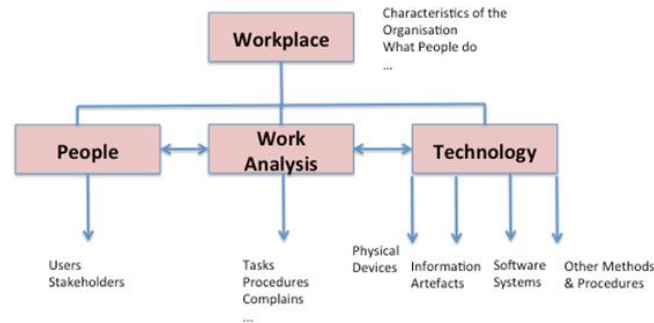 Workplace
Characteristics of the
Organisation
What People do
...
People
Work
Analysis
Technology
Users
Stakeholders
Tasks
Procedures
Complains
...
Physical
Devices
Information
Artefacts
Software
Systems
Other Methods
& Procedures